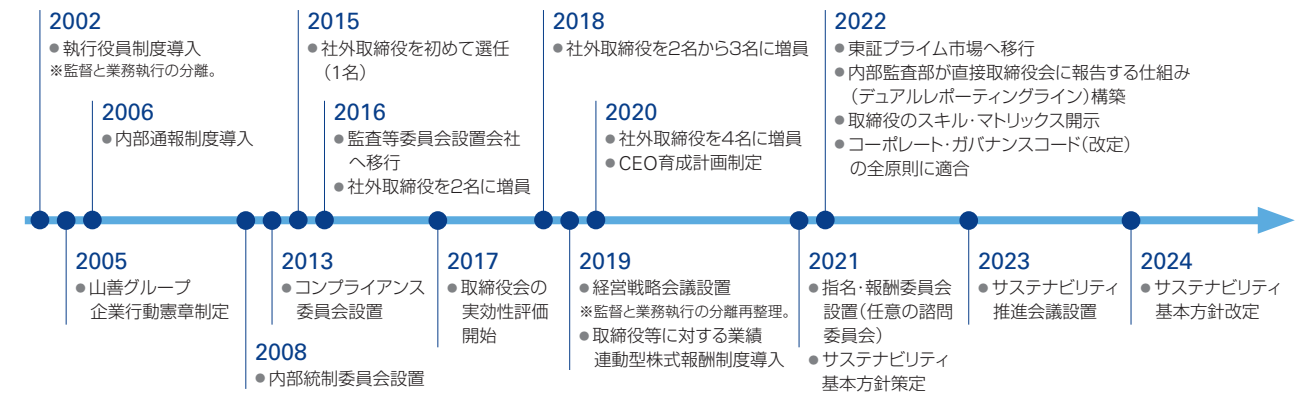 2002
●執行役員制度導入
※監督と業務執行の分離。
2005
●山善グループ
企業行動憲章制定
2006
●内部通報制度導入
2008
●内部統制委員会設置
2013
●コンプライアンス
委員会設置
2015
●社外取締役を初めて選任
（1名）
2016
●監査等委員会設置会社
へ移行
●社外取締役を2名に増員
2017
●取締役会の
実効性評価
開始
2018
●社外取締役を2名から3名に増員
2019
●経営戦略会議設置
※監督と業務執行の分離再整理。
●取締役等に対する業績
連動型株式報酬制度導入
2020
●社外取締役を4名に増員
●CEO育成計画制定
2021
●指名・報酬委員会
設置（任意の諮問
委員会）
●サステナビリティ
基本方針策定
2022
●東証プライム市場へ移行
●内部監査部が直接取締役会に報告する仕組み
（デュアルレポーティングライン）構築
●取締役のスキル・マトリックス開示
●コーポレート・ガバナンスコード（改定）
の全原則に適合
2023
●サステナビリティ
推進会議設置
2024
●サステナビリティ
基本方針改定